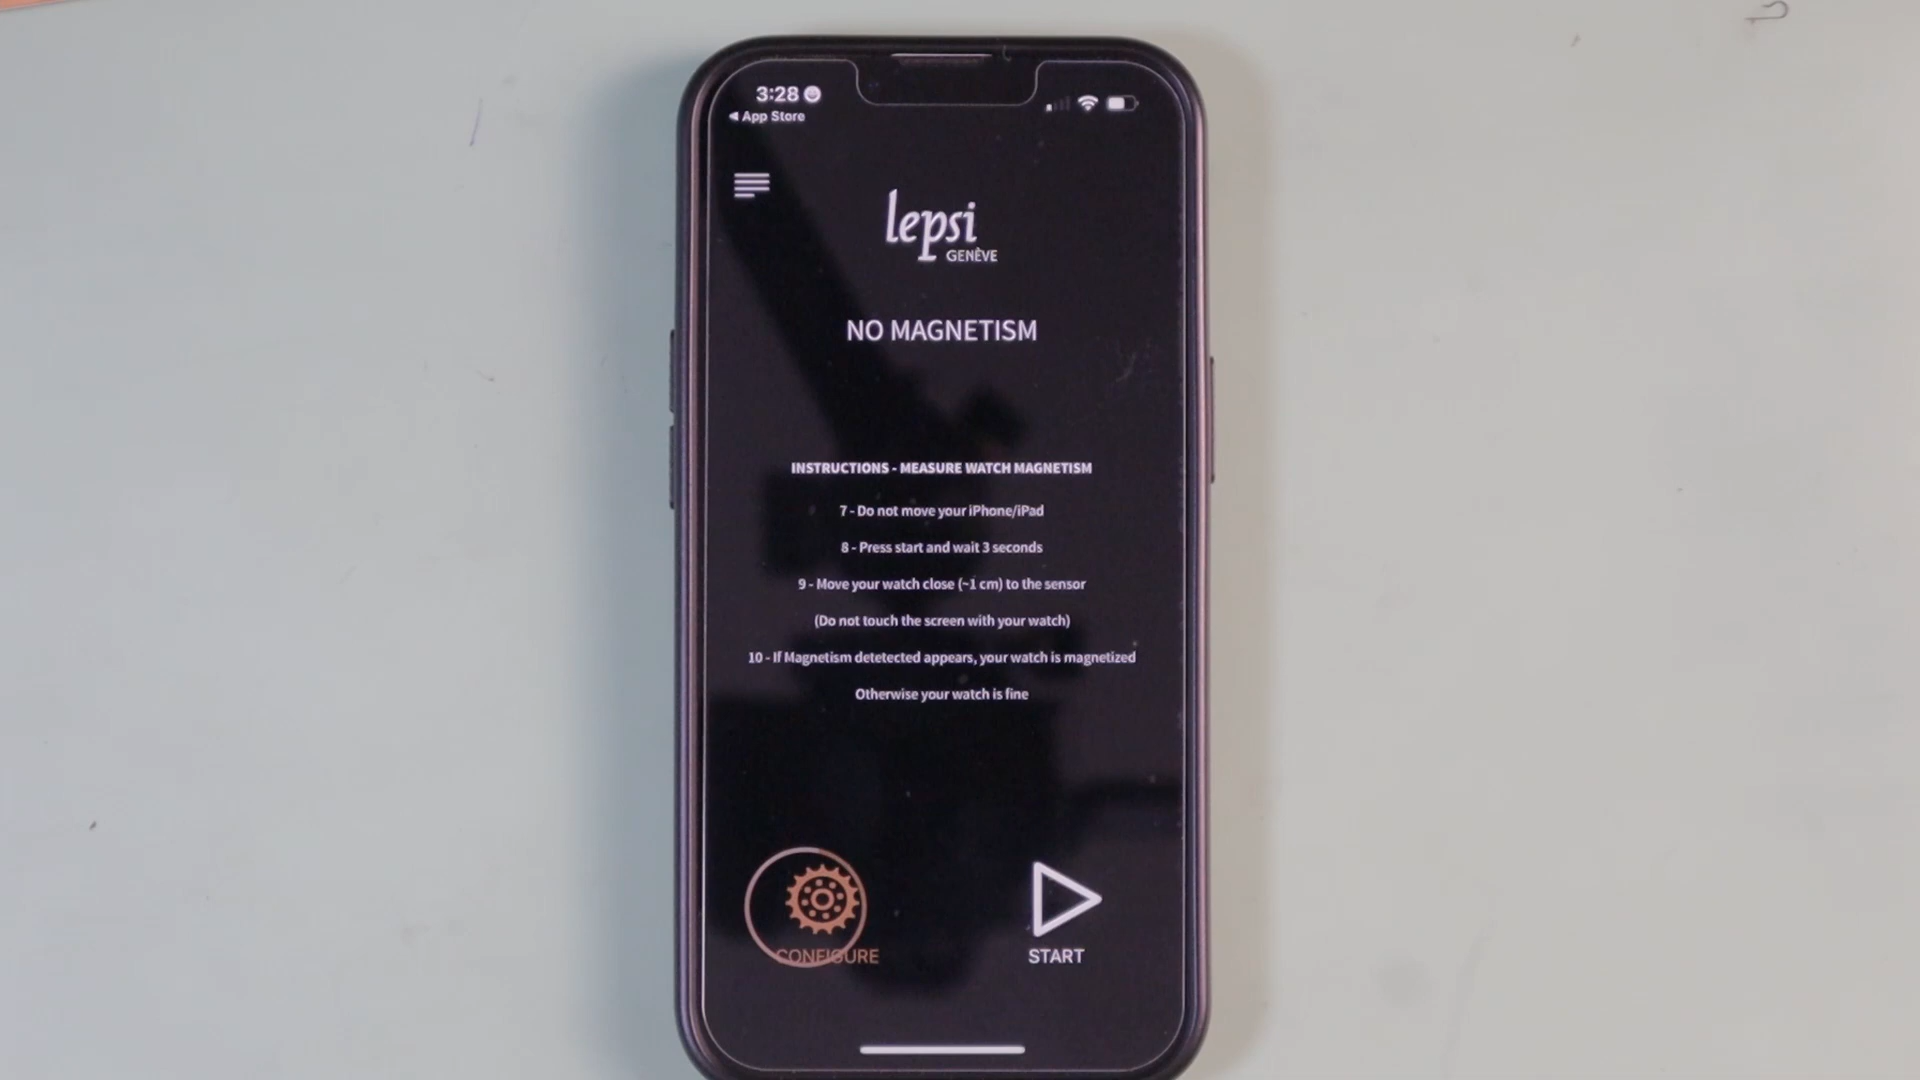 3:28
App Store
lepsi
GENÈVE
NO MAGNETISM
INSTRUCTIONS - MEASURE WATCH MAGNETISM
7 - Do not move your iPhone/iPad
8 - Press start and wait 3 seconds
9 - Move your watch close (~1 cm) to the sensor
(Do not touch the screen with your watch)
10 - If Magnetism detetected appears, your watch is magnetized
Otherwise your watch is fine
CONFIGURE
START